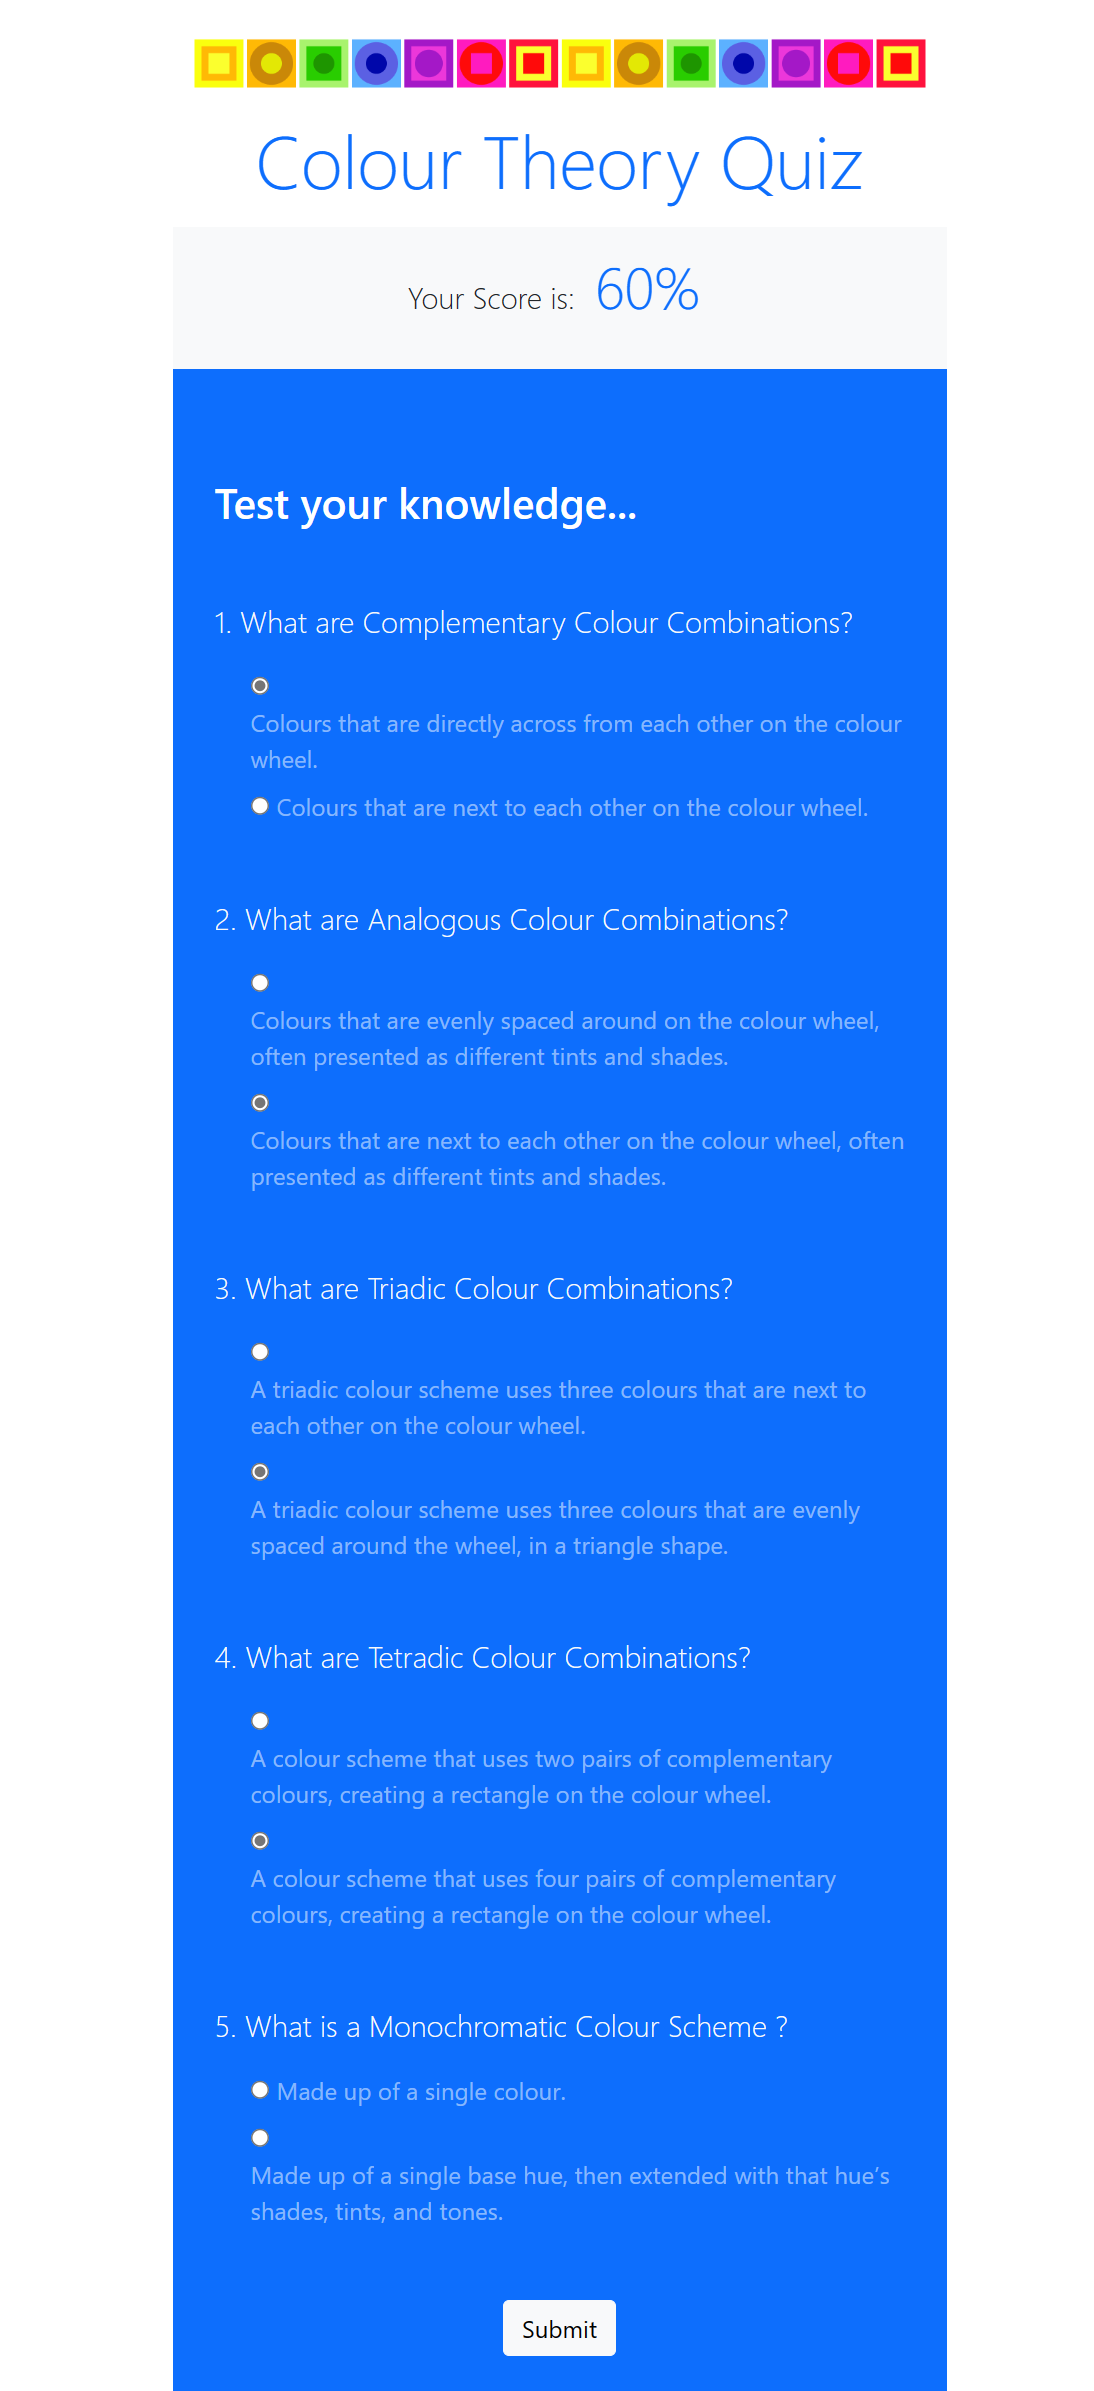 Colour Theory Quiz
Your Score is: 60%
Test your knowledge...
1. What are Complementary Colour Combinations?
Colours that are directly across from each other on the colour
wheel.
Colours that are next to each other on the colour wheel.
2. What are Analogous Colour Combinations?
Colours that are evenly spaced around on the colour wheel,
often presented as different tints and shades.
Colours that are next to each other on the colour wheel, often
presented as different tints and shades.
3. What are Triadic Colour Combinations?
A triadic colour scheme uses three colours that are next to
each other on the colour wheel.
A triadic colour scheme uses three colours that are evenly
spaced around the wheel, in a triangle shape.
4. What are Tetradic Colour Combinations?
A colour scheme that uses two pairs of complementary
colours, creating a rectangle on the colour wheel.
A colour scheme that uses four pairs of complementary
colours, creating a rectangle on the colour wheel.
5. What is a Monochromatic Colour Scheme ?
Made up of a single colour.
Made up of a single base hue, then extended with that hue’s
shades, tints, and tones.
Submit